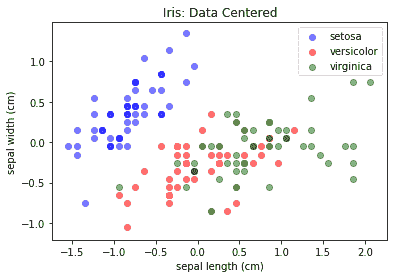 Iris: Data Centered
setosa
versicolor
virginica
sepal width (cm)
1.0
0.5
0.0
−0.5
−1.0
−1.5 −1.0 −0.5 0.0 0.5 1.0 1.5 2.0
sepal length (cm)